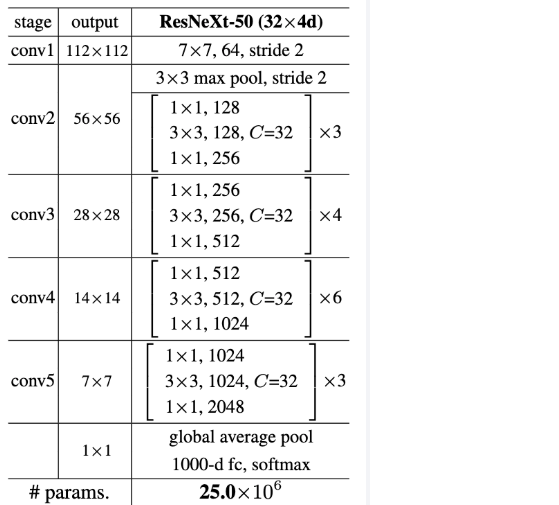 stage output ResNeXt-50 (32×4d)
conv1 112×112 7×7, 64, stride 2
3×3 max pool, stride 2
1×1, 128
conv2 56×56 3×3, 128, C=32 ×3
1×1, 256
1×1, 256
conv3 28×28 3×3, 256, C=32 ×4
1×1, 512
1×1, 512
conv4 14×14 3×3, 512, C=32 ×6
1×1, 1024
1×1, 1024
conv5 7×7 3×3, 1024, C=32 ×3
1×1, 2048
global average pool
1×1
1000-d fc, softmax
# params. 25.0×10⁶